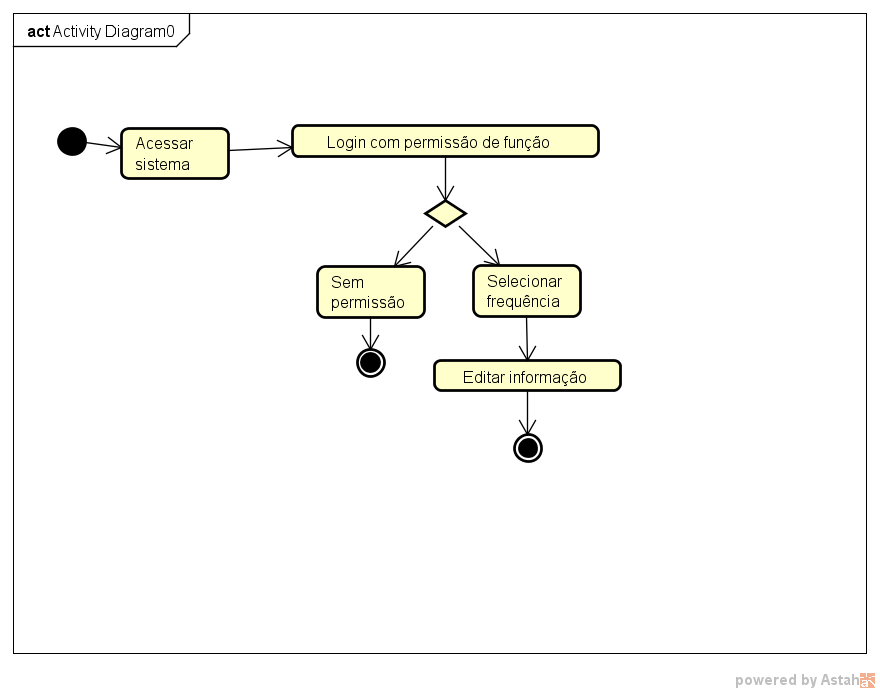 act Activity Diagram0
Acessar
sistema
Login com permissão de função
Sem
permissão
Selecionar
frequência
Editar informação
powered by Astah